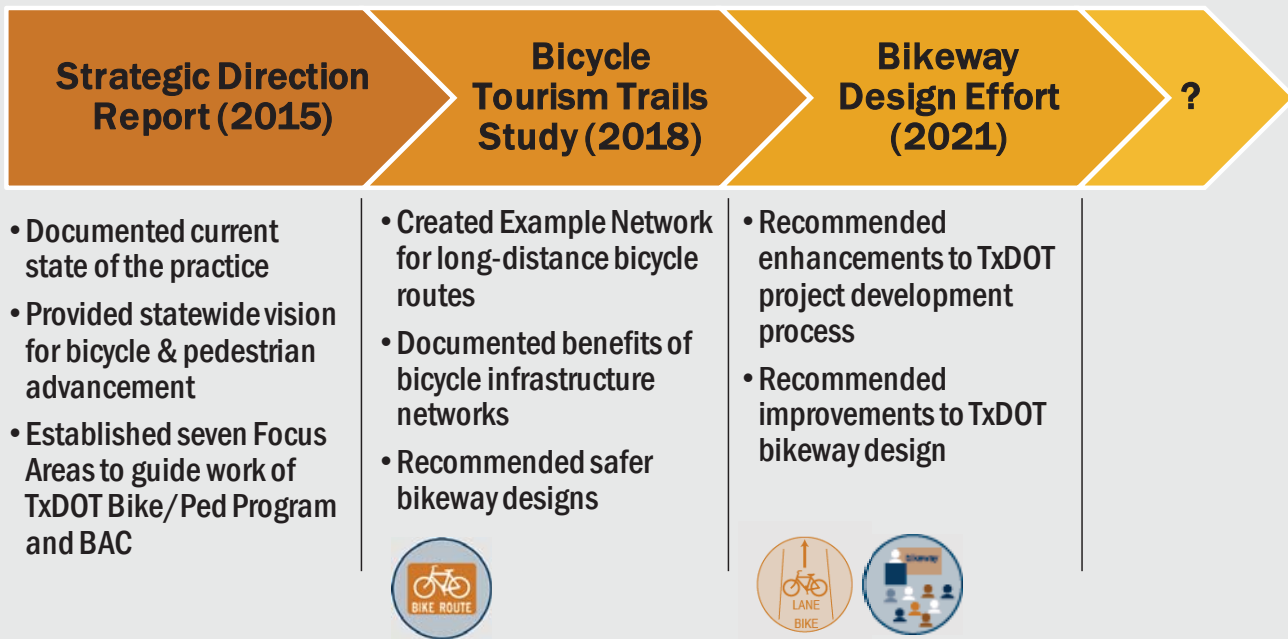 Strategic Direction
Report (2015)
Bicycle
Tourism Trails
Study (2018)
Bikeway
Design Effort
(2021)
?
• Documented current
state of the practice
• Provided statewide vision
for bicycle & pedestrian
advancement
• Established seven Focus
Areas to guide work of
TxDOT Bike/Ped Program
and BAC
• Created Example Network
for long-distance bicycle
routes
• Documented benefits of
bicycle infrastructure
networks
• Recommended safer
bikeway designs
BIKE ROUTE
• Recommended
enhancements to TxDOT
project development
process
• Recommended
improvements to TxDOT
bikeway design
LANE
BIKE
Bikeway